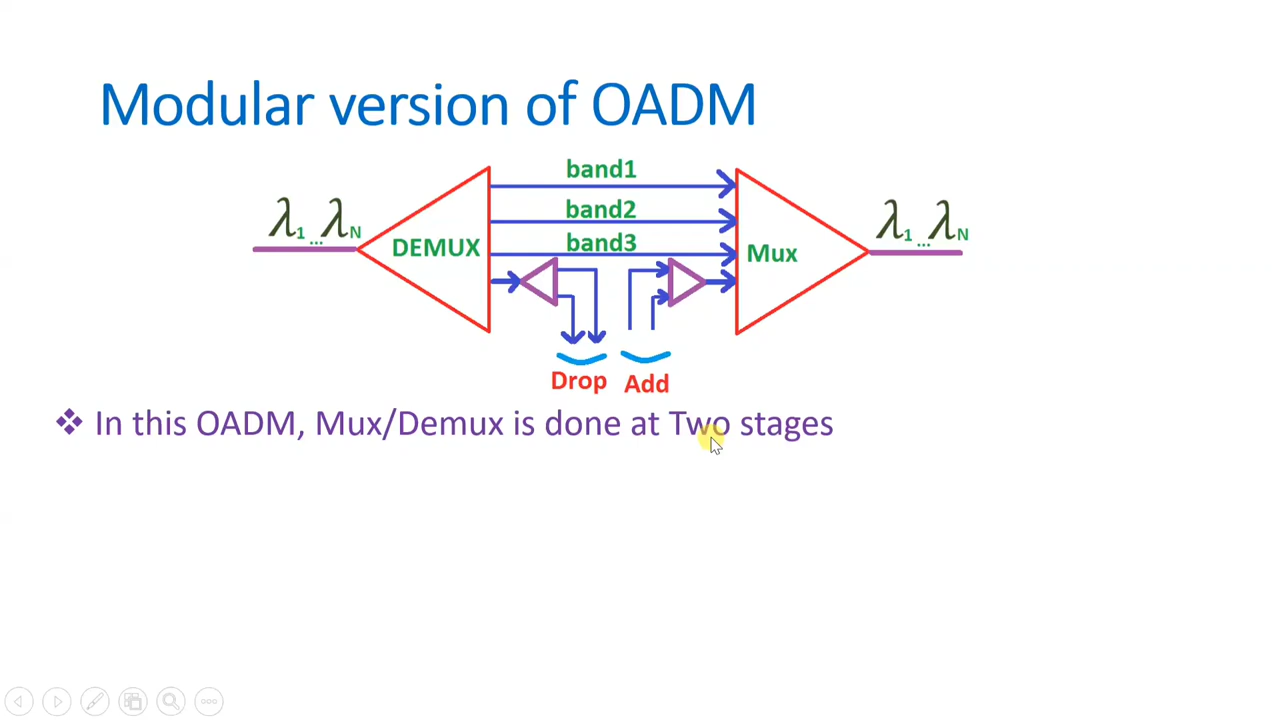 Modular version of OADM
band1
band2
band3
λ1...λN
DEMUX
Mux
λ1...λN
Drop
Add
❖ In this OADM, Mux/Demux is done at Two stages